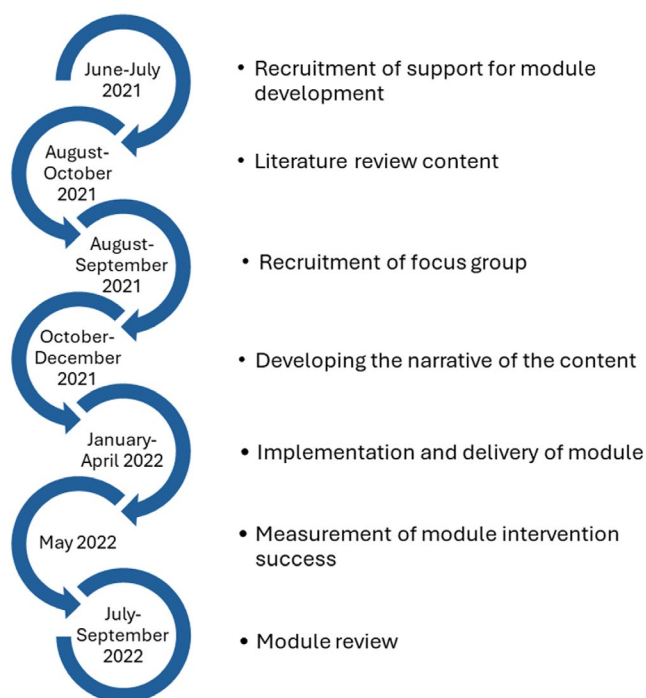 June-July
2021
• Recruitment of support for module
development
August-
October
2021
• Literature review content
August-
September
2021
• Recruitment of focus group
October-
December
2021
• Developing the narrative of the content
January-
April 2022
• Implementation and delivery of module
May 2022
• Measurement of module intervention
success
July-
September
2022
• Module review